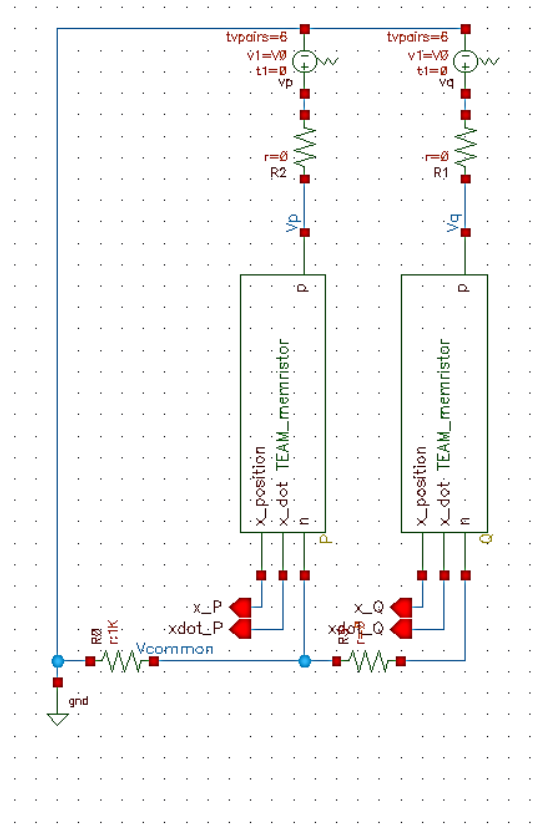 tvpairs=6
v1=V0
t1=0
vp
tvpairs=6
v1=V0
t1=0
vq
r=0
R2
r=0
R1
Vp
Vq
p
p
TEAM_memristor
TEAM_memristor
x_position
x_dot
n
x_position
x_dot
n
P
Q
x_P
xdot_P
x_Q
xdot_Q
R0
r:1K
Vcommon
gnd